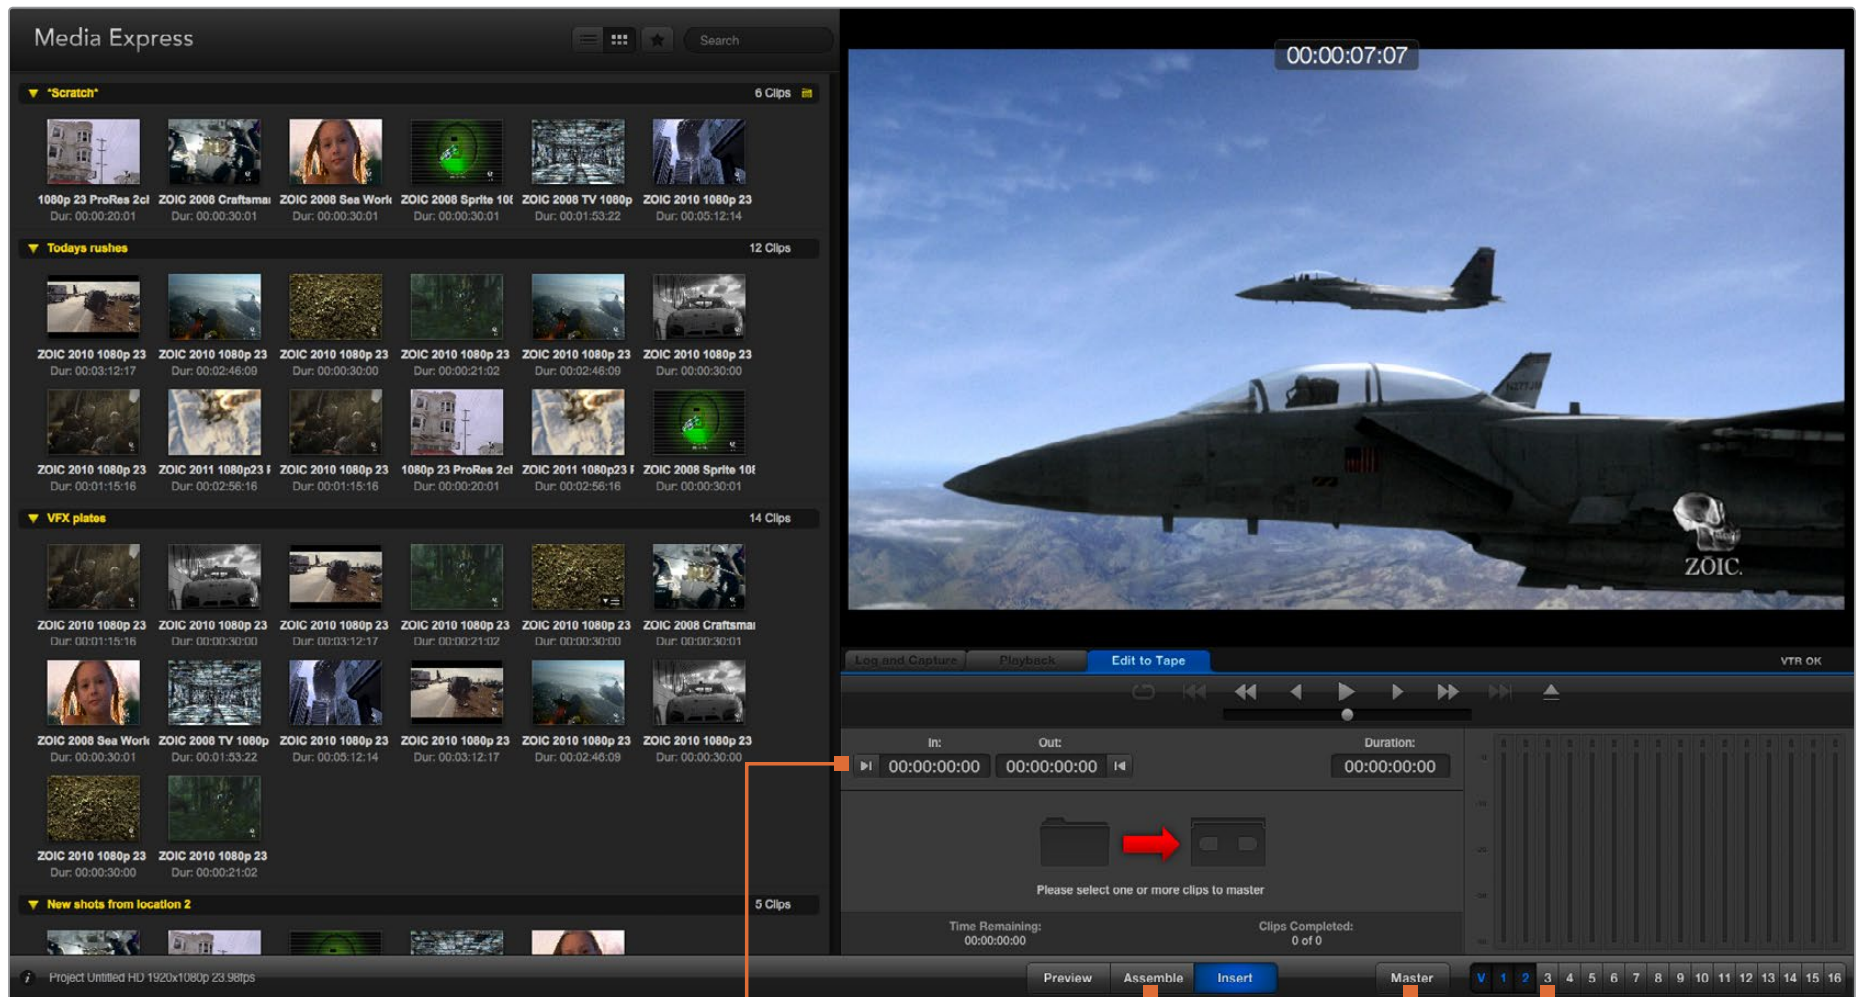 Media Express
Search
*Scratch*
6 Clips
1080p 23 ProRes 2cl ZOIC 2008 Craftsmai ZOIC 2008 Sea Work ZOIC 2008 Sprite 108 ZOIC 2008 TV 1080p ZOIC 2010 1080p 23
Dur: 00:00:20:01 Dur: 00:00:30:01 Dur: 00:00:30:01 Dur: 00:00:30:01 Dur: 00:01:53:22 Dur: 00:05:12:14
Todays rushes
12 Clips
ZOIC 2010 1080p 23 ZOIC 2010 1080p 23 ZOIC 2010 1080p 23 ZOIC 2010 1080p 23 ZOIC 2010 1080p 23 ZOIC 2010 1080p 23
Dur: 00:03:12:17 Dur: 00:02:46:09 Dur: 00:00:30:00 Dur: 00:00:21:02 Dur: 00:02:46:09 Dur: 00:00:30:00
ZOIC 2010 1080p 23 ZOIC 2011 1080p23 F ZOIC 2010 1080p 23 1080p 23 ProRes 2cl ZOIC 2011 1080p23 F ZOIC 2008 Sprite 108
Dur: 00:01:15:16 Dur: 00:02:56:16 Dur: 00:01:15:16 Dur: 00:00:20:01 Dur: 00:02:56:16 Dur: 00:00:30:01
VFX plates
14 Clips
ZOIC 2010 1080p 23 ZOIC 2010 1080p 23 ZOIC 2010 1080p 23 ZOIC 2010 1080p 23 ZOIC 2010 1080p 23 ZOIC 2008 Craftsmai
Dur: 00:01:15:16 Dur: 00:00:30:00 Dur: 00:03:12:17 Dur: 00:00:21:02 Dur: 00:00:30:00 Dur: 00:00:30:01
ZOIC 2008 Sea Work ZOIC 2008 TV 1080p ZOIC 2010 1080p 23 ZOIC 2010 1080p 23 ZOIC 2010 1080p 23 ZOIC 2010 1080p 23
Dur: 00:00:30:01 Dur: 00:01:53:22 Dur: 00:05:12:14 Dur: 00:03:12:17 Dur: 00:02:46:09 Dur: 00:00:30:00
ZOIC 2010 1080p 23 ZOIC 2010 1080p 23
Dur: 00:00:30:00 Dur: 00:00:21:02
New shots from location 2
5 Clips
Project Untitled HD 1920x1080p 23.98fps
00:00:07:07
ZOIC.
Log and Capture Playback Edit to Tape
VTR OK
In: Out: Duration:
00:00:00:00 00:00:00:00 00:00:00:00
Please select one or more clips to master
Time Remaining: Clips Completed:
00:00:00:00 0 of 0
Preview Assemble Insert Master
V 1 2 3 4 5 6 7 8 9 10 11 12 13 14 15 16